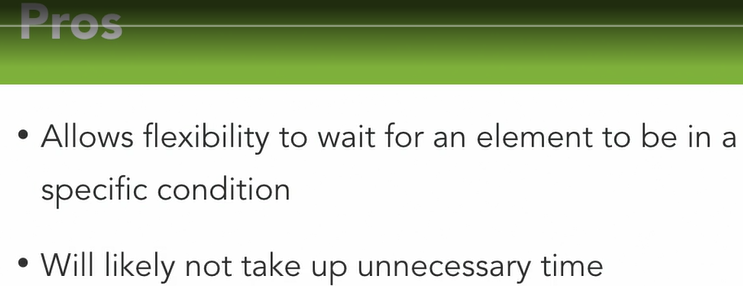 Pros
• Allows flexibility to wait for an element to be in a
specific condition
• Will likely not take up unnecessary time